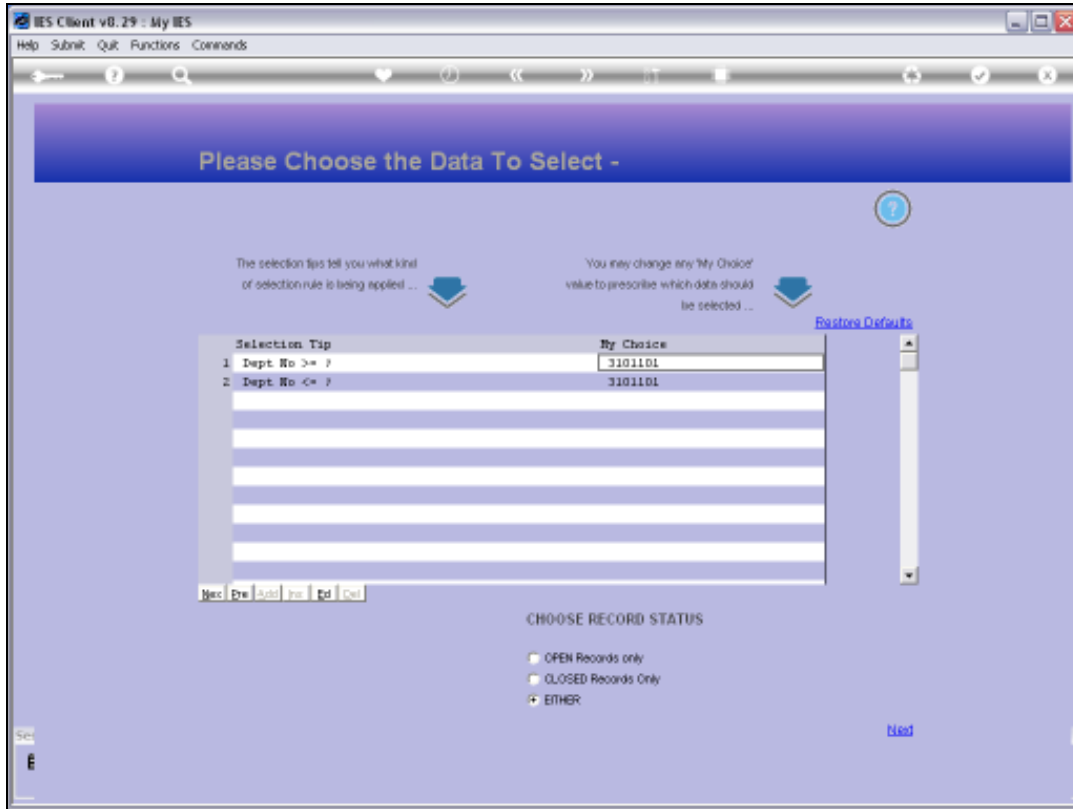 IES Client v8.29 : My IES
Help Submit Quit Functions Commands
Please Choose the Data To Select -
The selection tips tell you what kind
of selection rule is being applied ...
You may change any 'My Choice'
value to prescribe which data should
be selected ...
Restore Defaults
Selection Tip My Choice
1 Dept No >= ? 3101101
2 Dept No <= ? 3101101
Nex Pre Add Ins Ed Del
CHOOSE RECORD STATUS
OPEN Records only
CLOSED Records Only
EITHER
Next